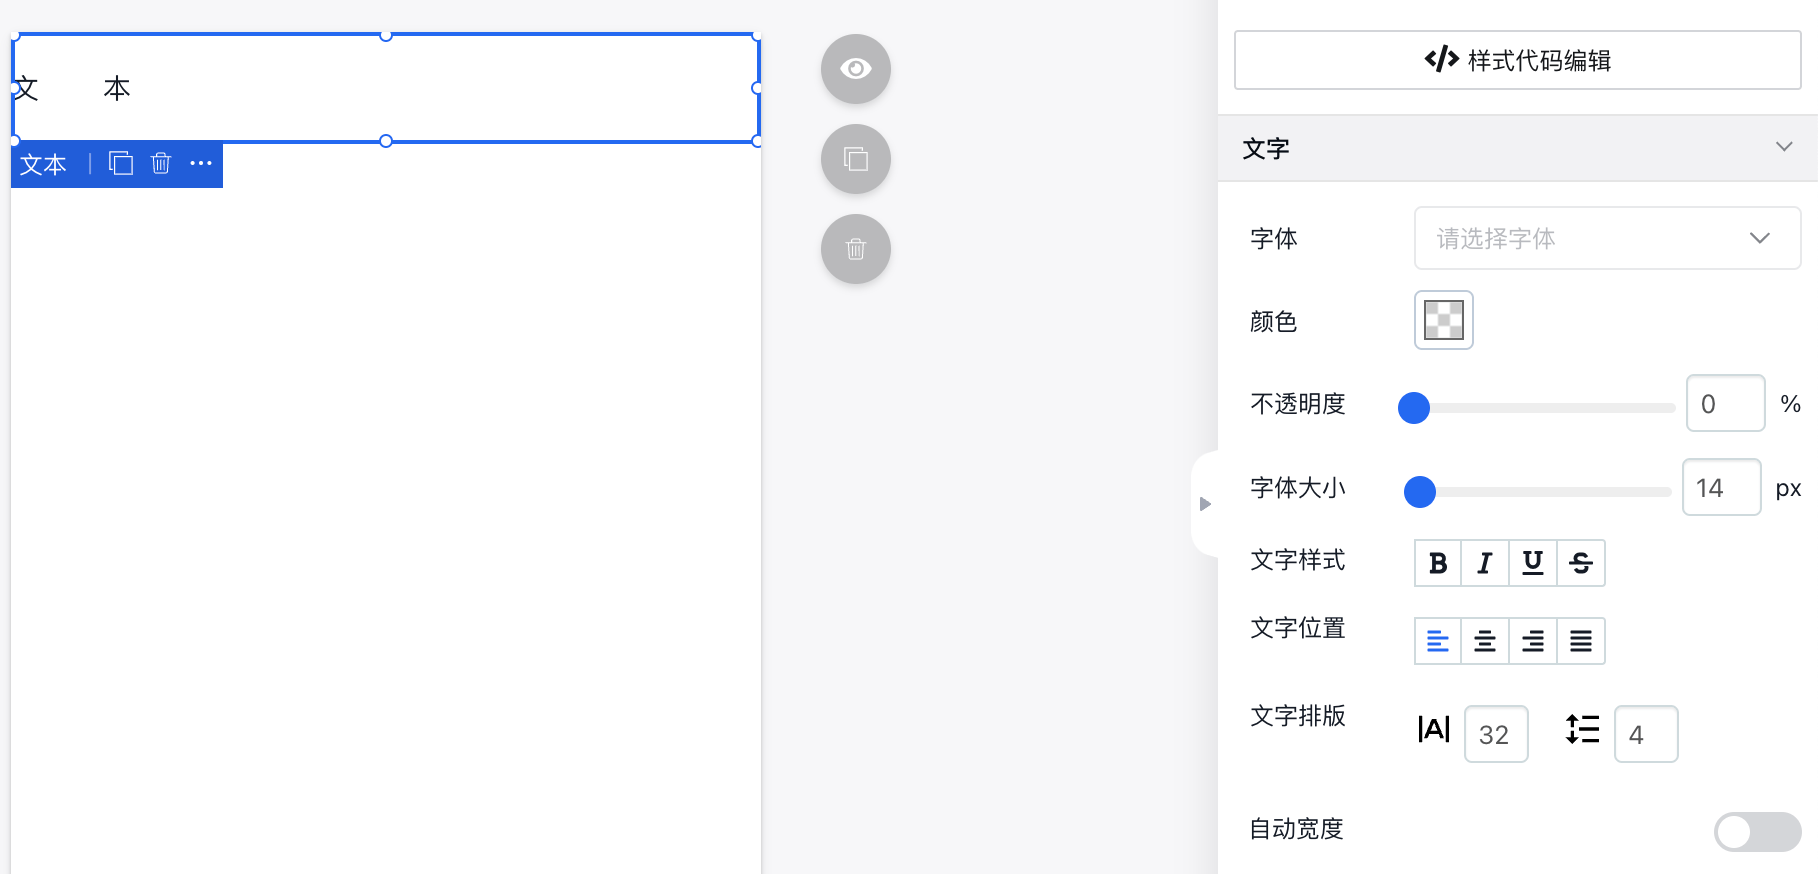 文 本
文本
样式代码编辑
文字
字体 请选择字体
颜色
不透明度 0 %
字体大小 14 px
文字样式 B I U S
文字位置
文字排版 |A| 32 4
自动宽度